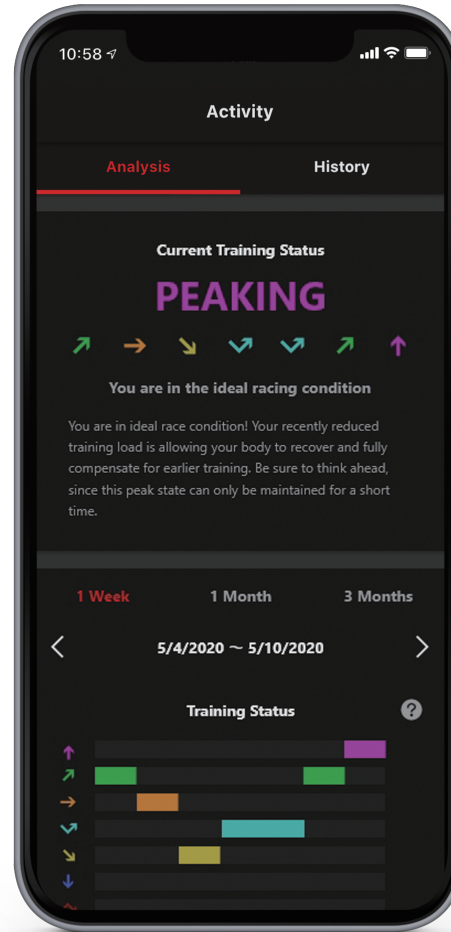 10:58
Activity
Analysis History
Current Training Status
PEAKING
You are in the ideal racing condition
You are in ideal race condition! Your recently reduced
training load is allowing your body to recover and fully
compensate for earlier training. Be sure to think ahead,
since this peak state can only be maintained for a short
time.
1 Week 1 Month 3 Months
5/4/2020 ~ 5/10/2020
Training Status ?